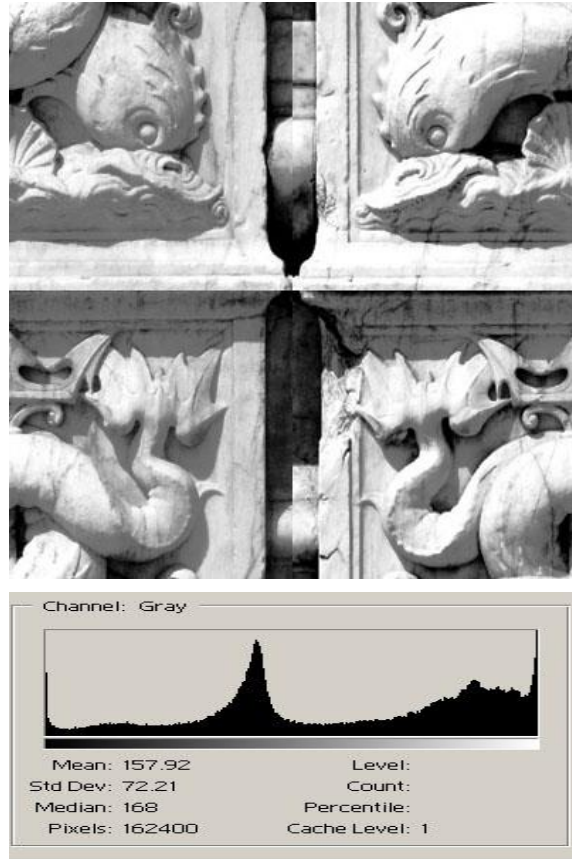 Channel: Gray
Mean: 157.92 Level:
Std Dev: 72.21 Count:
Median: 168 Percentile:
Pixels: 162400 Cache Level: 1